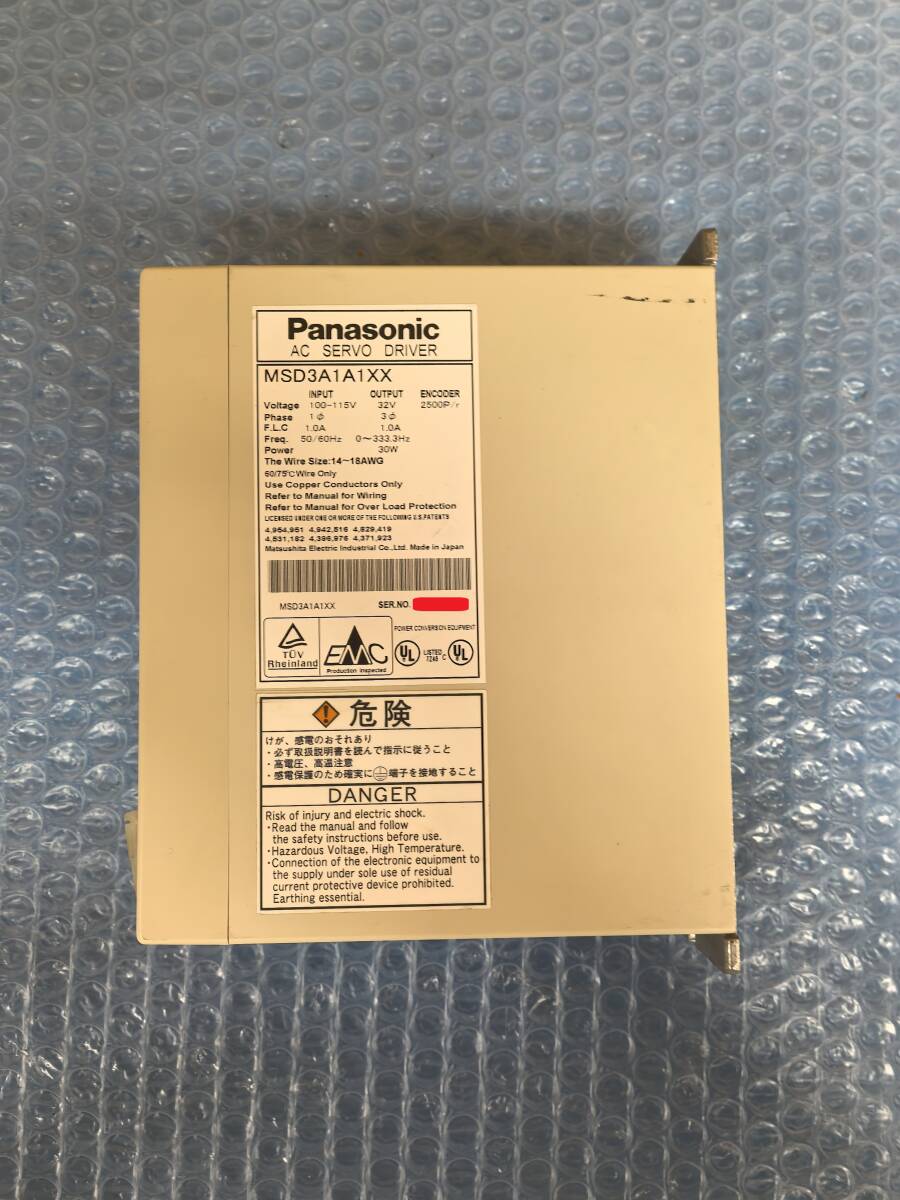 Panasonic
AC SERVO DRIVER
MSD3A1A1XX
INPUT OUTPUT ENCODER
Voltage 100-115V 32V 2500P/r
Phase 1ϕ 3ϕ
F.L.C 1.0A 1.0A
Freq. 50/60Hz 0～333.3Hz
Power 30W
The Wire Size:14～18AWG
60/75℃ Wire Only
Use Copper Conductors Only
Refer to Manual for Wiring
Refer to Manual for Over Load Protection
LICENSED UNDER ONE OR MORE OF THE FOLLOWING U.S.PATENTS
4,954,951 4,942,516 4,629,419
4,531,182 4,396,976 4,371,923
Matsushita Electric Industrial Co.,Ltd. Made in Japan
MSD3A1A1XX SER.NO.
POWER CONVERSION EQUIPMENT
TÜV
Rheinland
EMC
Production Inspected
UL LISTED 7246 C UL
危険
けが、感電のおそれあり
・必ず取扱説明書を読んで指示に従うこと
・高電圧、高温注意
・感電保護のため確実に⏚端子を接地すること
DANGER
Risk of injury and electric shock.
・Read the manual and follow
the safety instructions before use.
・Hazardous Voltage, High Temperature.
・Connection of the electronic equipment to
the supply under sole use of residual
current protective device prohibited.
Earthing essential.